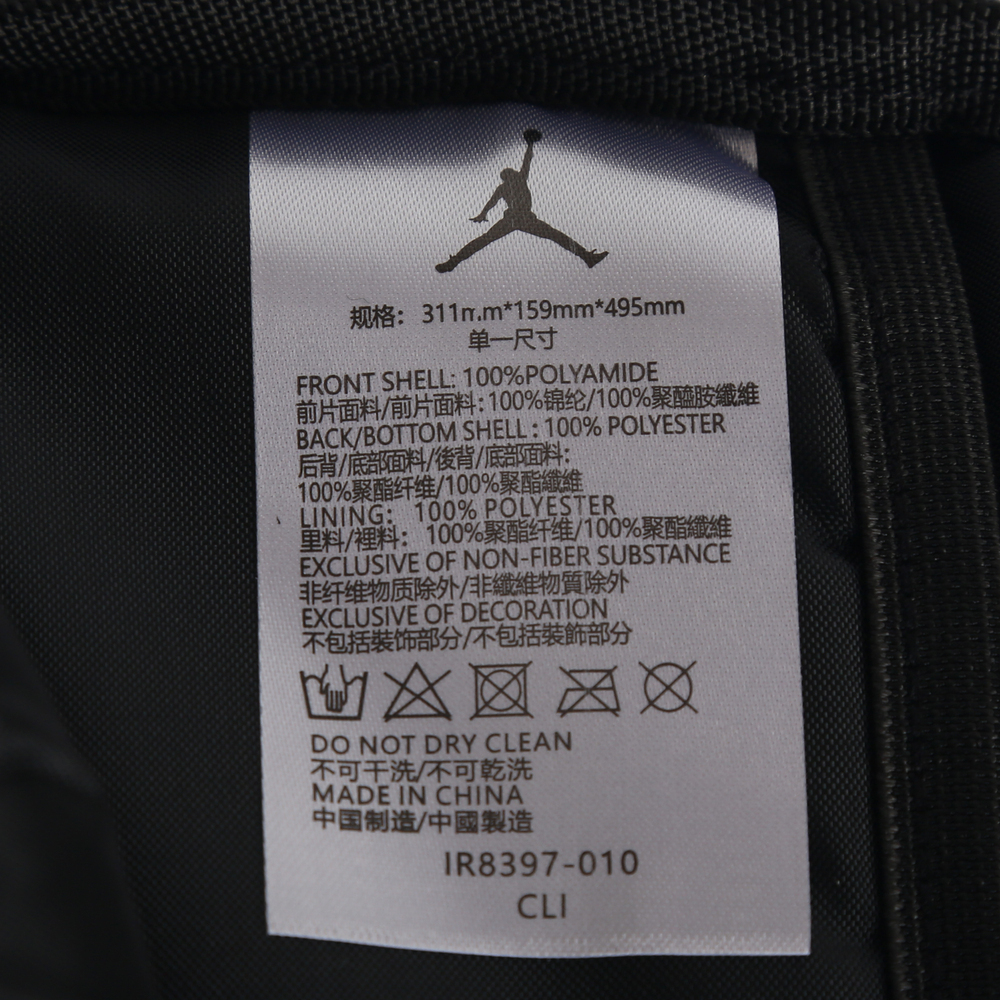 规格： 311mm*159mm*495mm
单一尺寸
FRONT SHELL: 100%POLYAMIDE
前片面料/前片面料: 100%锦纶/100%聚醯胺纖維
BACK/BOTTOM SHELL : 100% POLYESTER
后背/底部面料/後背/底部面料:
100%聚酯纤维/100%聚酯纖維
LINING: 100% POLYESTER
里料/裡料: 100%聚酯纤维/100%聚酯纖維
EXCLUSIVE OF NON-FIBER SUBSTANCE
非纤维物质除外/非纖維物質除外
EXCLUSIVE OF DECORATION
不包括装饰部分/不包括裝飾部分
DO NOT DRY CLEAN
不可干洗/不可乾洗
MADE IN CHINA
中国制造/中國製造
IR8397-010
CLI